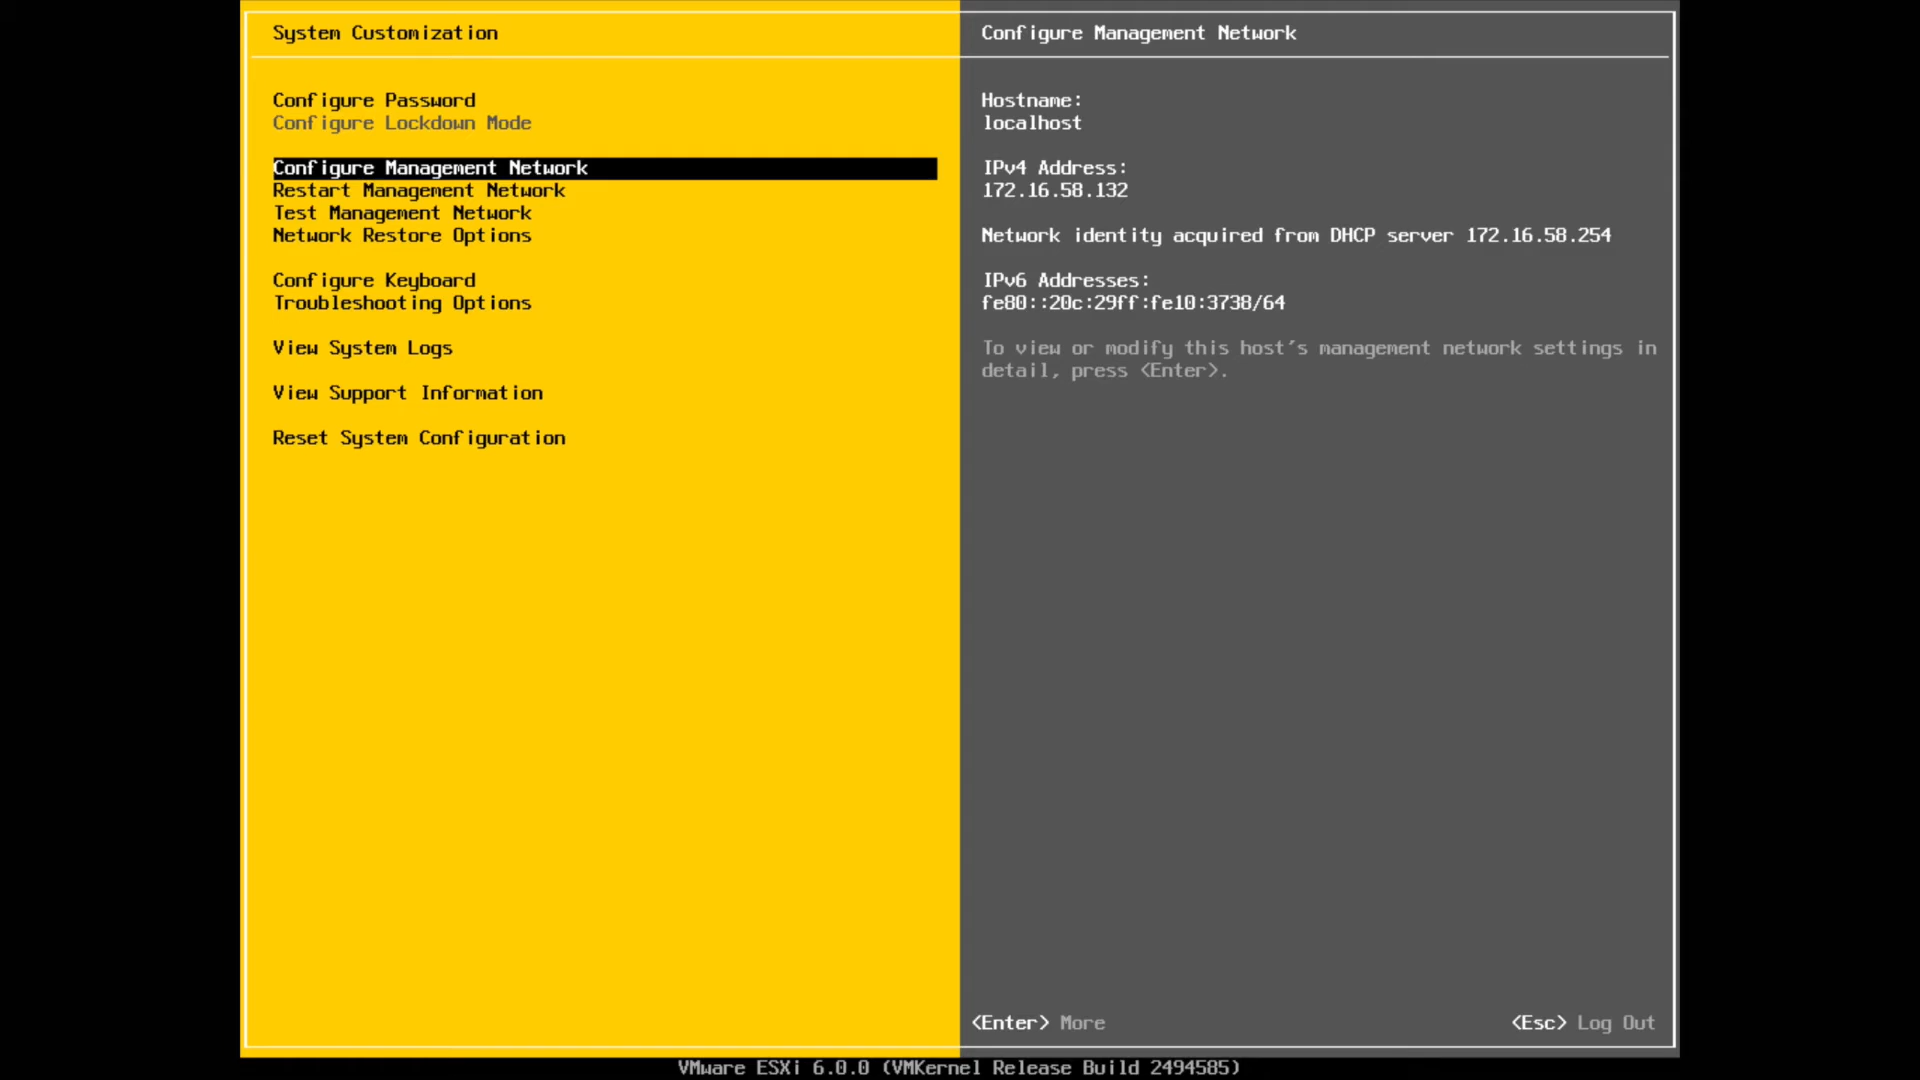 System Customization
Configure Password
Configure Lockdown Mode
Configure Management Network
Restart Management Network
Test Management Network
Network Restore Options
Configure Keyboard
Troubleshooting Options
View System Logs
View Support Information
Reset System Configuration
Configure Management Network
Hostname:
localhost
IPv4 Address:
172.16.58.132
Network identity acquired from DHCP server 172.16.58.254
IPv6 Addresses:
fe80::20c:29ff:fe10:3738/64
To view or modify this host's management network settings in
detail, press <Enter>.
<Enter> More
<Esc> Log Out
VMware ESXi 6.0.0 (VMKernel Release Build 2494585)